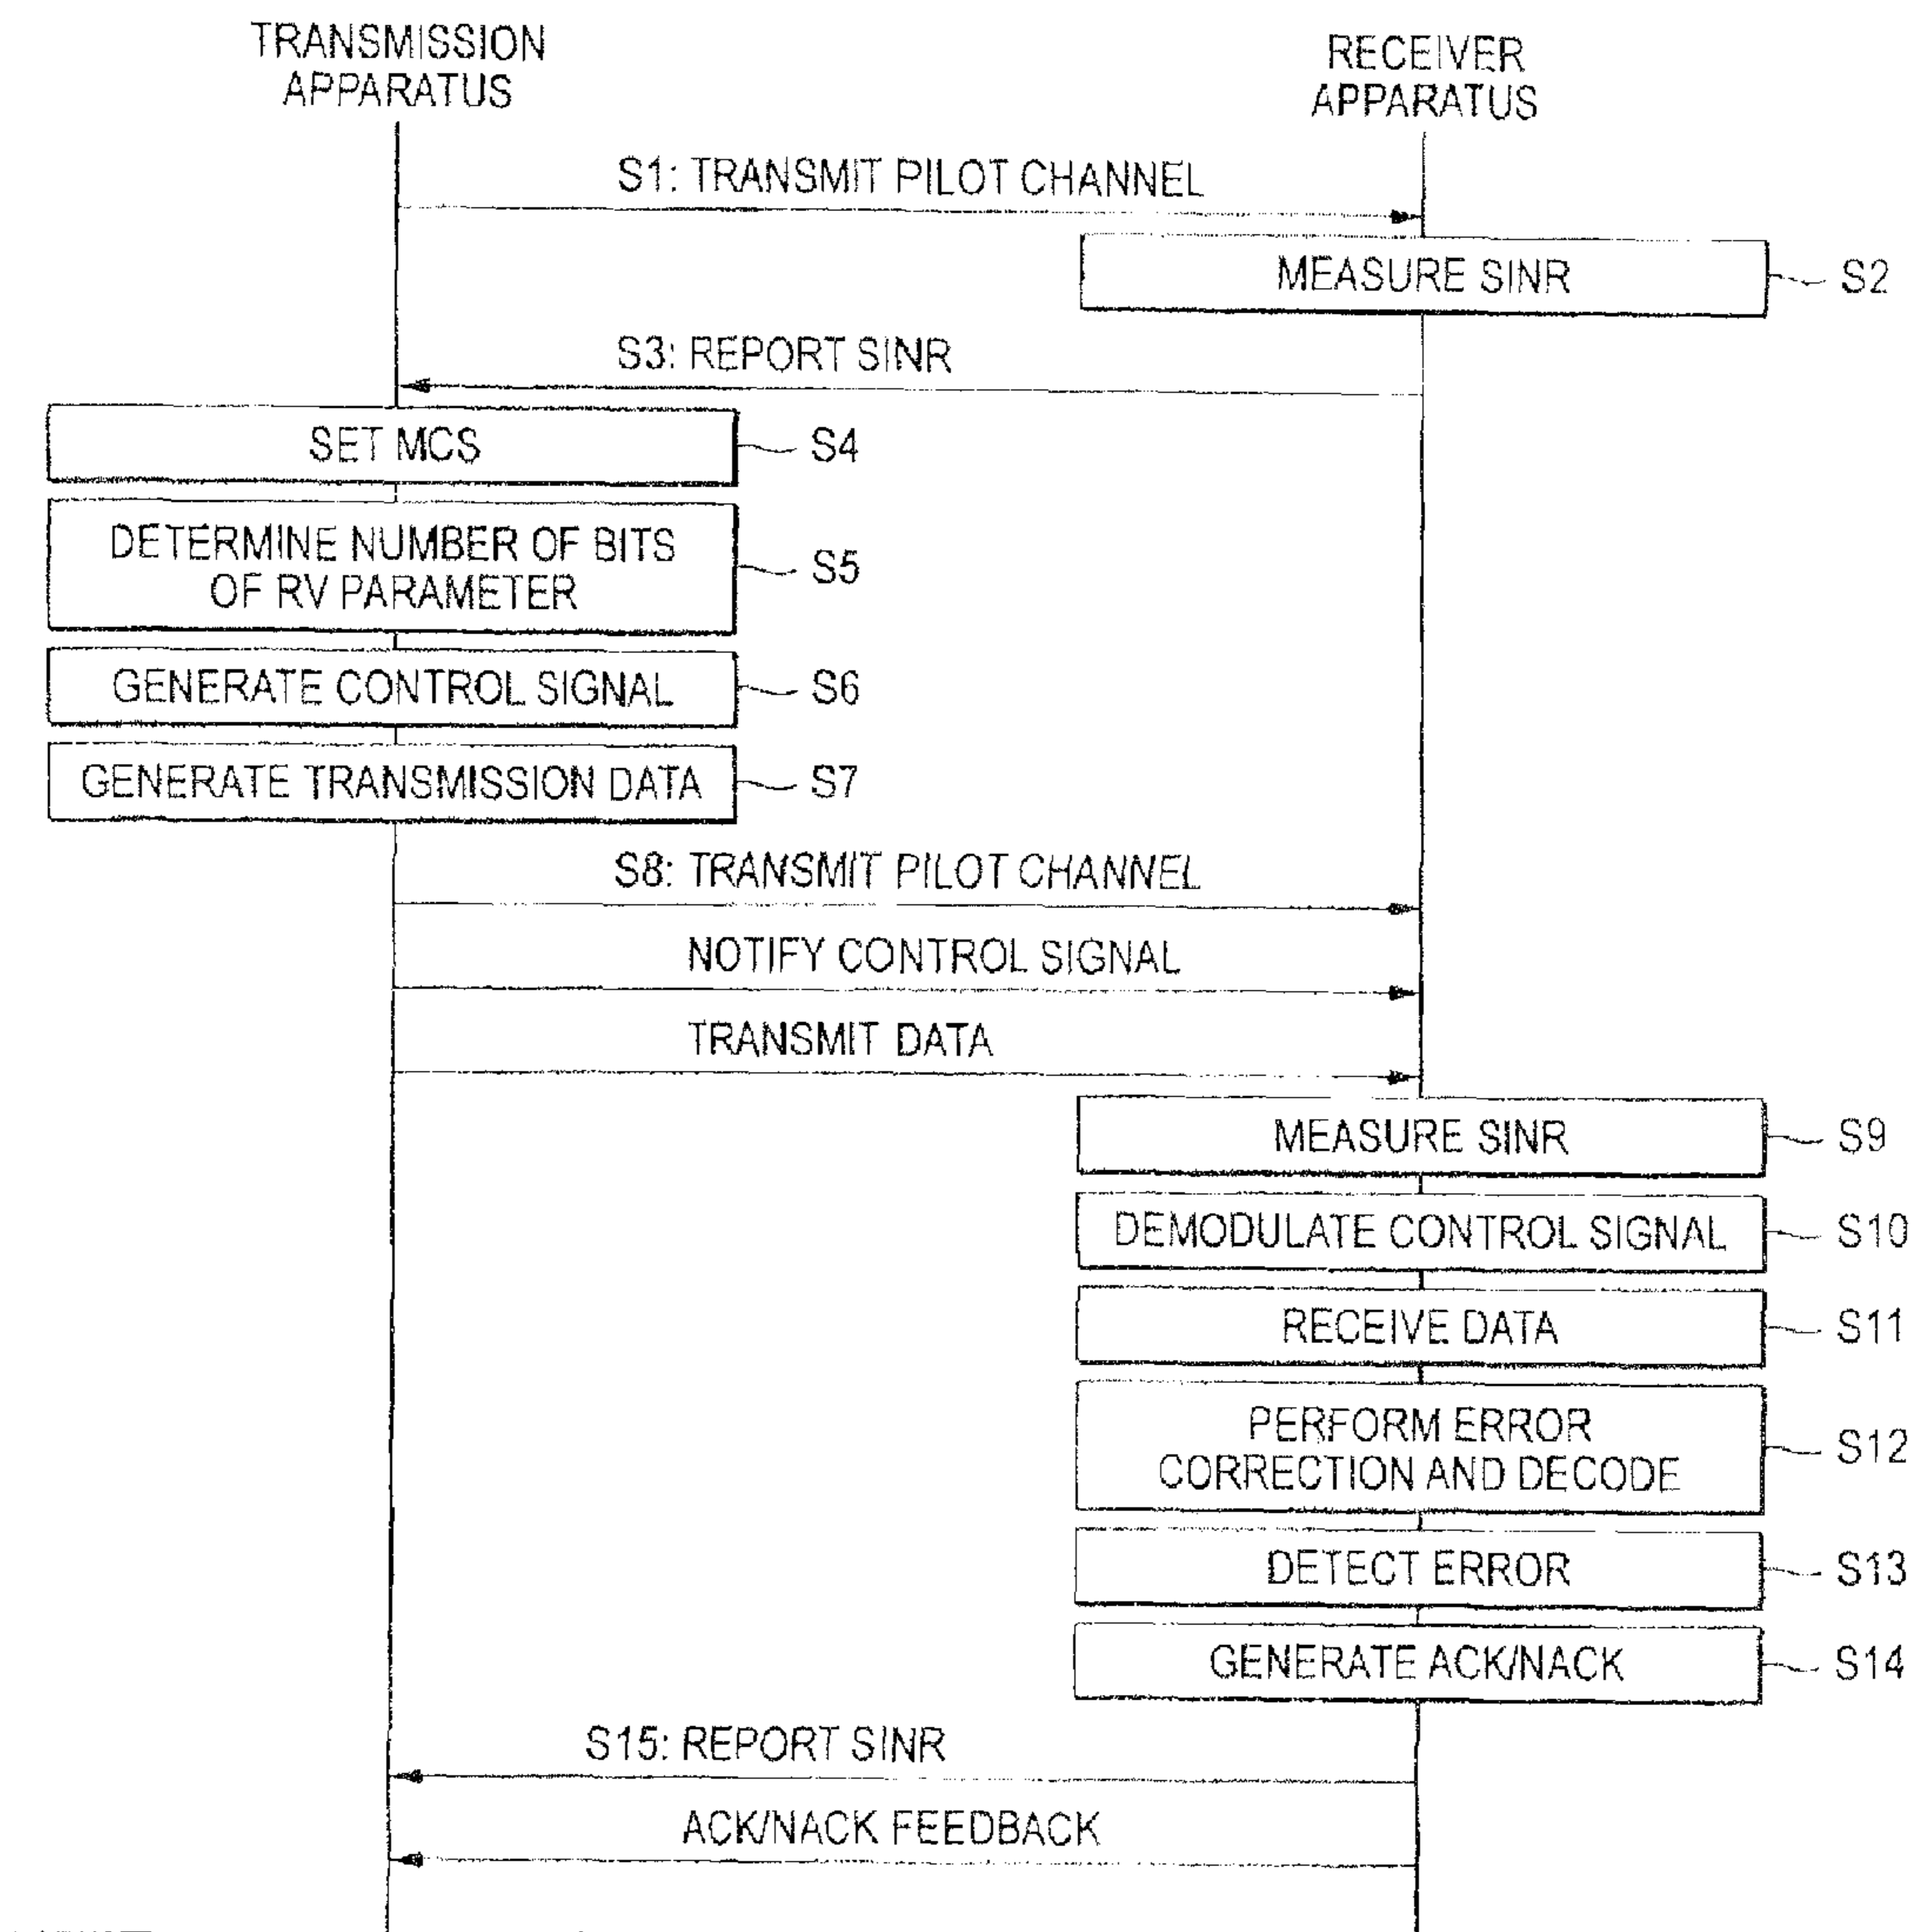 TRANSMISSION
APPARATUS
RECEIVER
APPARATUS
S1: TRANSMIT PILOT CHANNEL
MEASURE SINR
S2
S3: REPORT SINR
SET MCS
S4
DETERMINE NUMBER OF BITS
OF RV PARAMETER
S5
GENERATE CONTROL SIGNAL
S6
GENERATE TRANSMISSION DATA
S7
S8: TRANSMIT PILOT CHANNEL
NOTIFY CONTROL SIGNAL
TRANSMIT DATA
MEASURE SINR
S9
DEMODULATE CONTROL SIGNAL
S10
RECEIVE DATA
S11
PERFORM ERROR
CORRECTION AND DECODE
S12
DETECT ERROR
S13
GENERATE ACK/NACK
S14
S15: REPORT SINR
ACK/NACK FEEDBACK